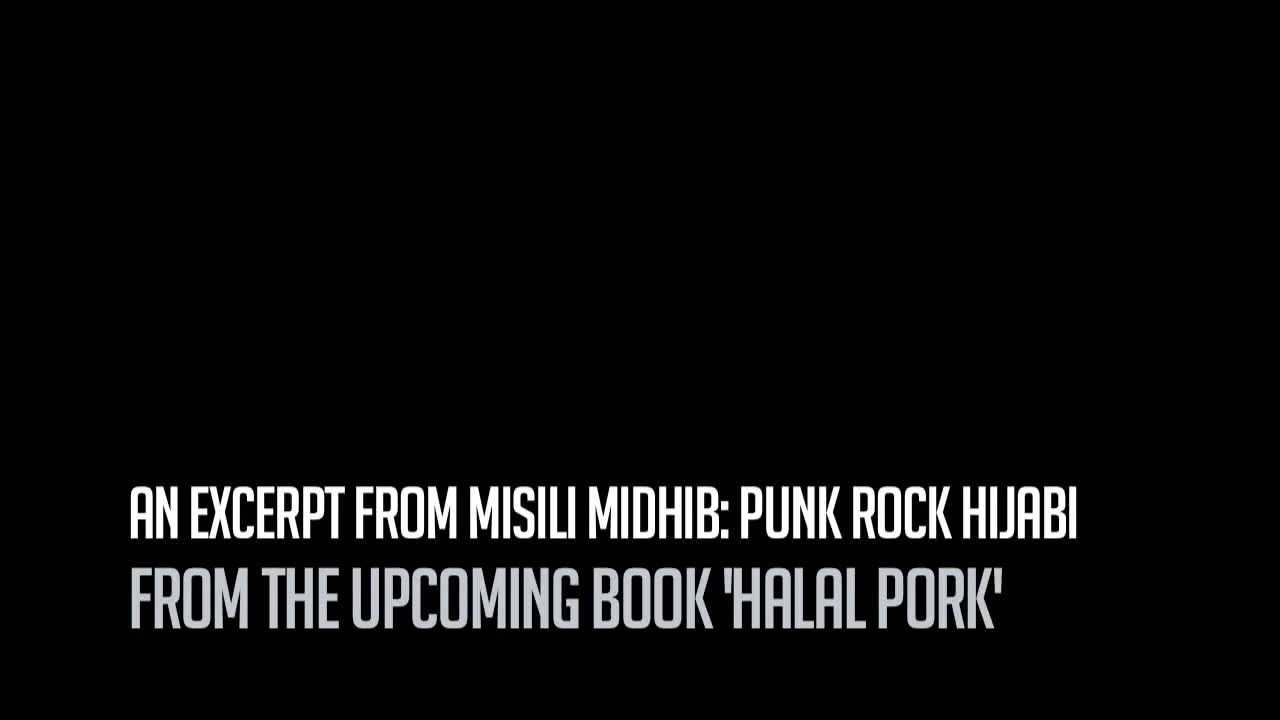 AN EXCERPT FROM MISILI MIDHIB: PUNK ROCK HIJABI
FROM THE UPCOMING BOOK 'HALAL PORK'